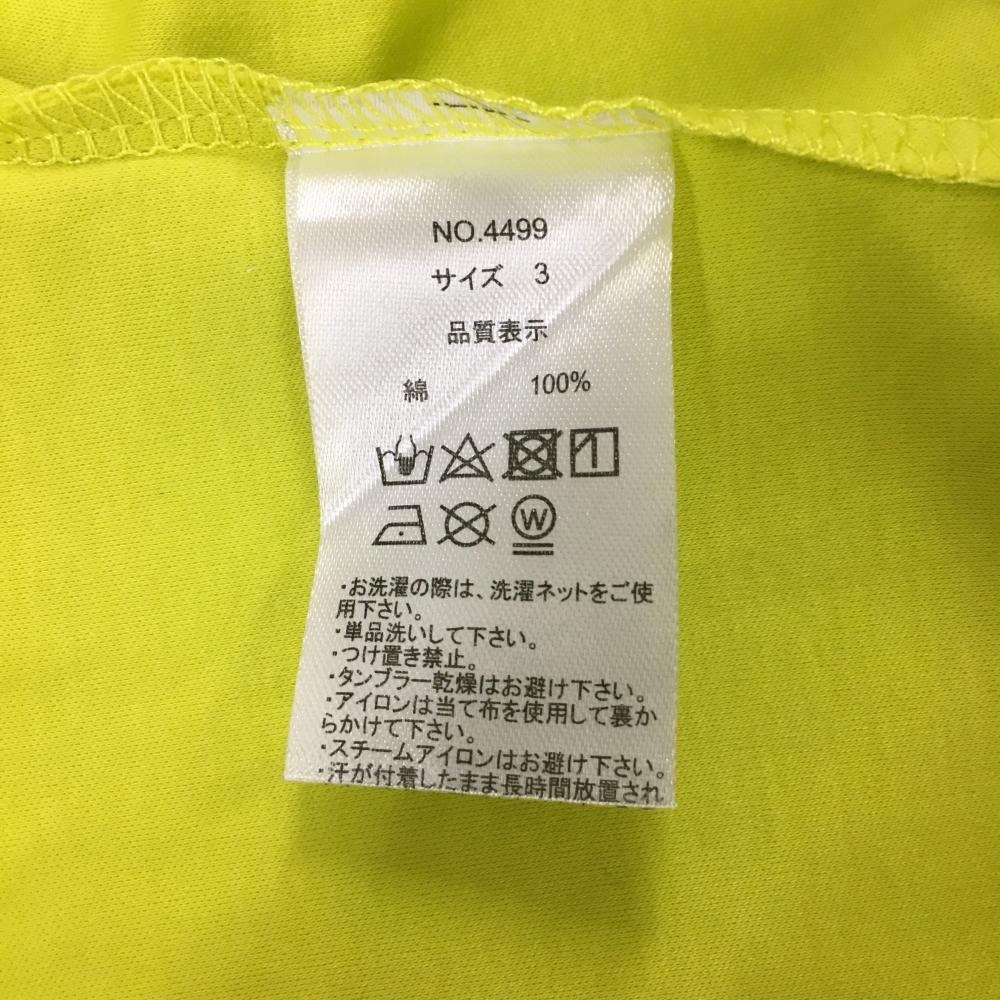 NO.4499
サイズ 3
品質表示
綿 100%
W
・お洗濯の際は、洗濯ネットをご使
用下さい。
・単品洗いして下さい。
・つけ置き禁止。
・タンブラー乾燥はお避け下さい。
・アイロンは当て布を使用して裏か
らかけて下さい。
・スチームアイロンはお避け下さい。
・汗が付着したまま長時間放置され